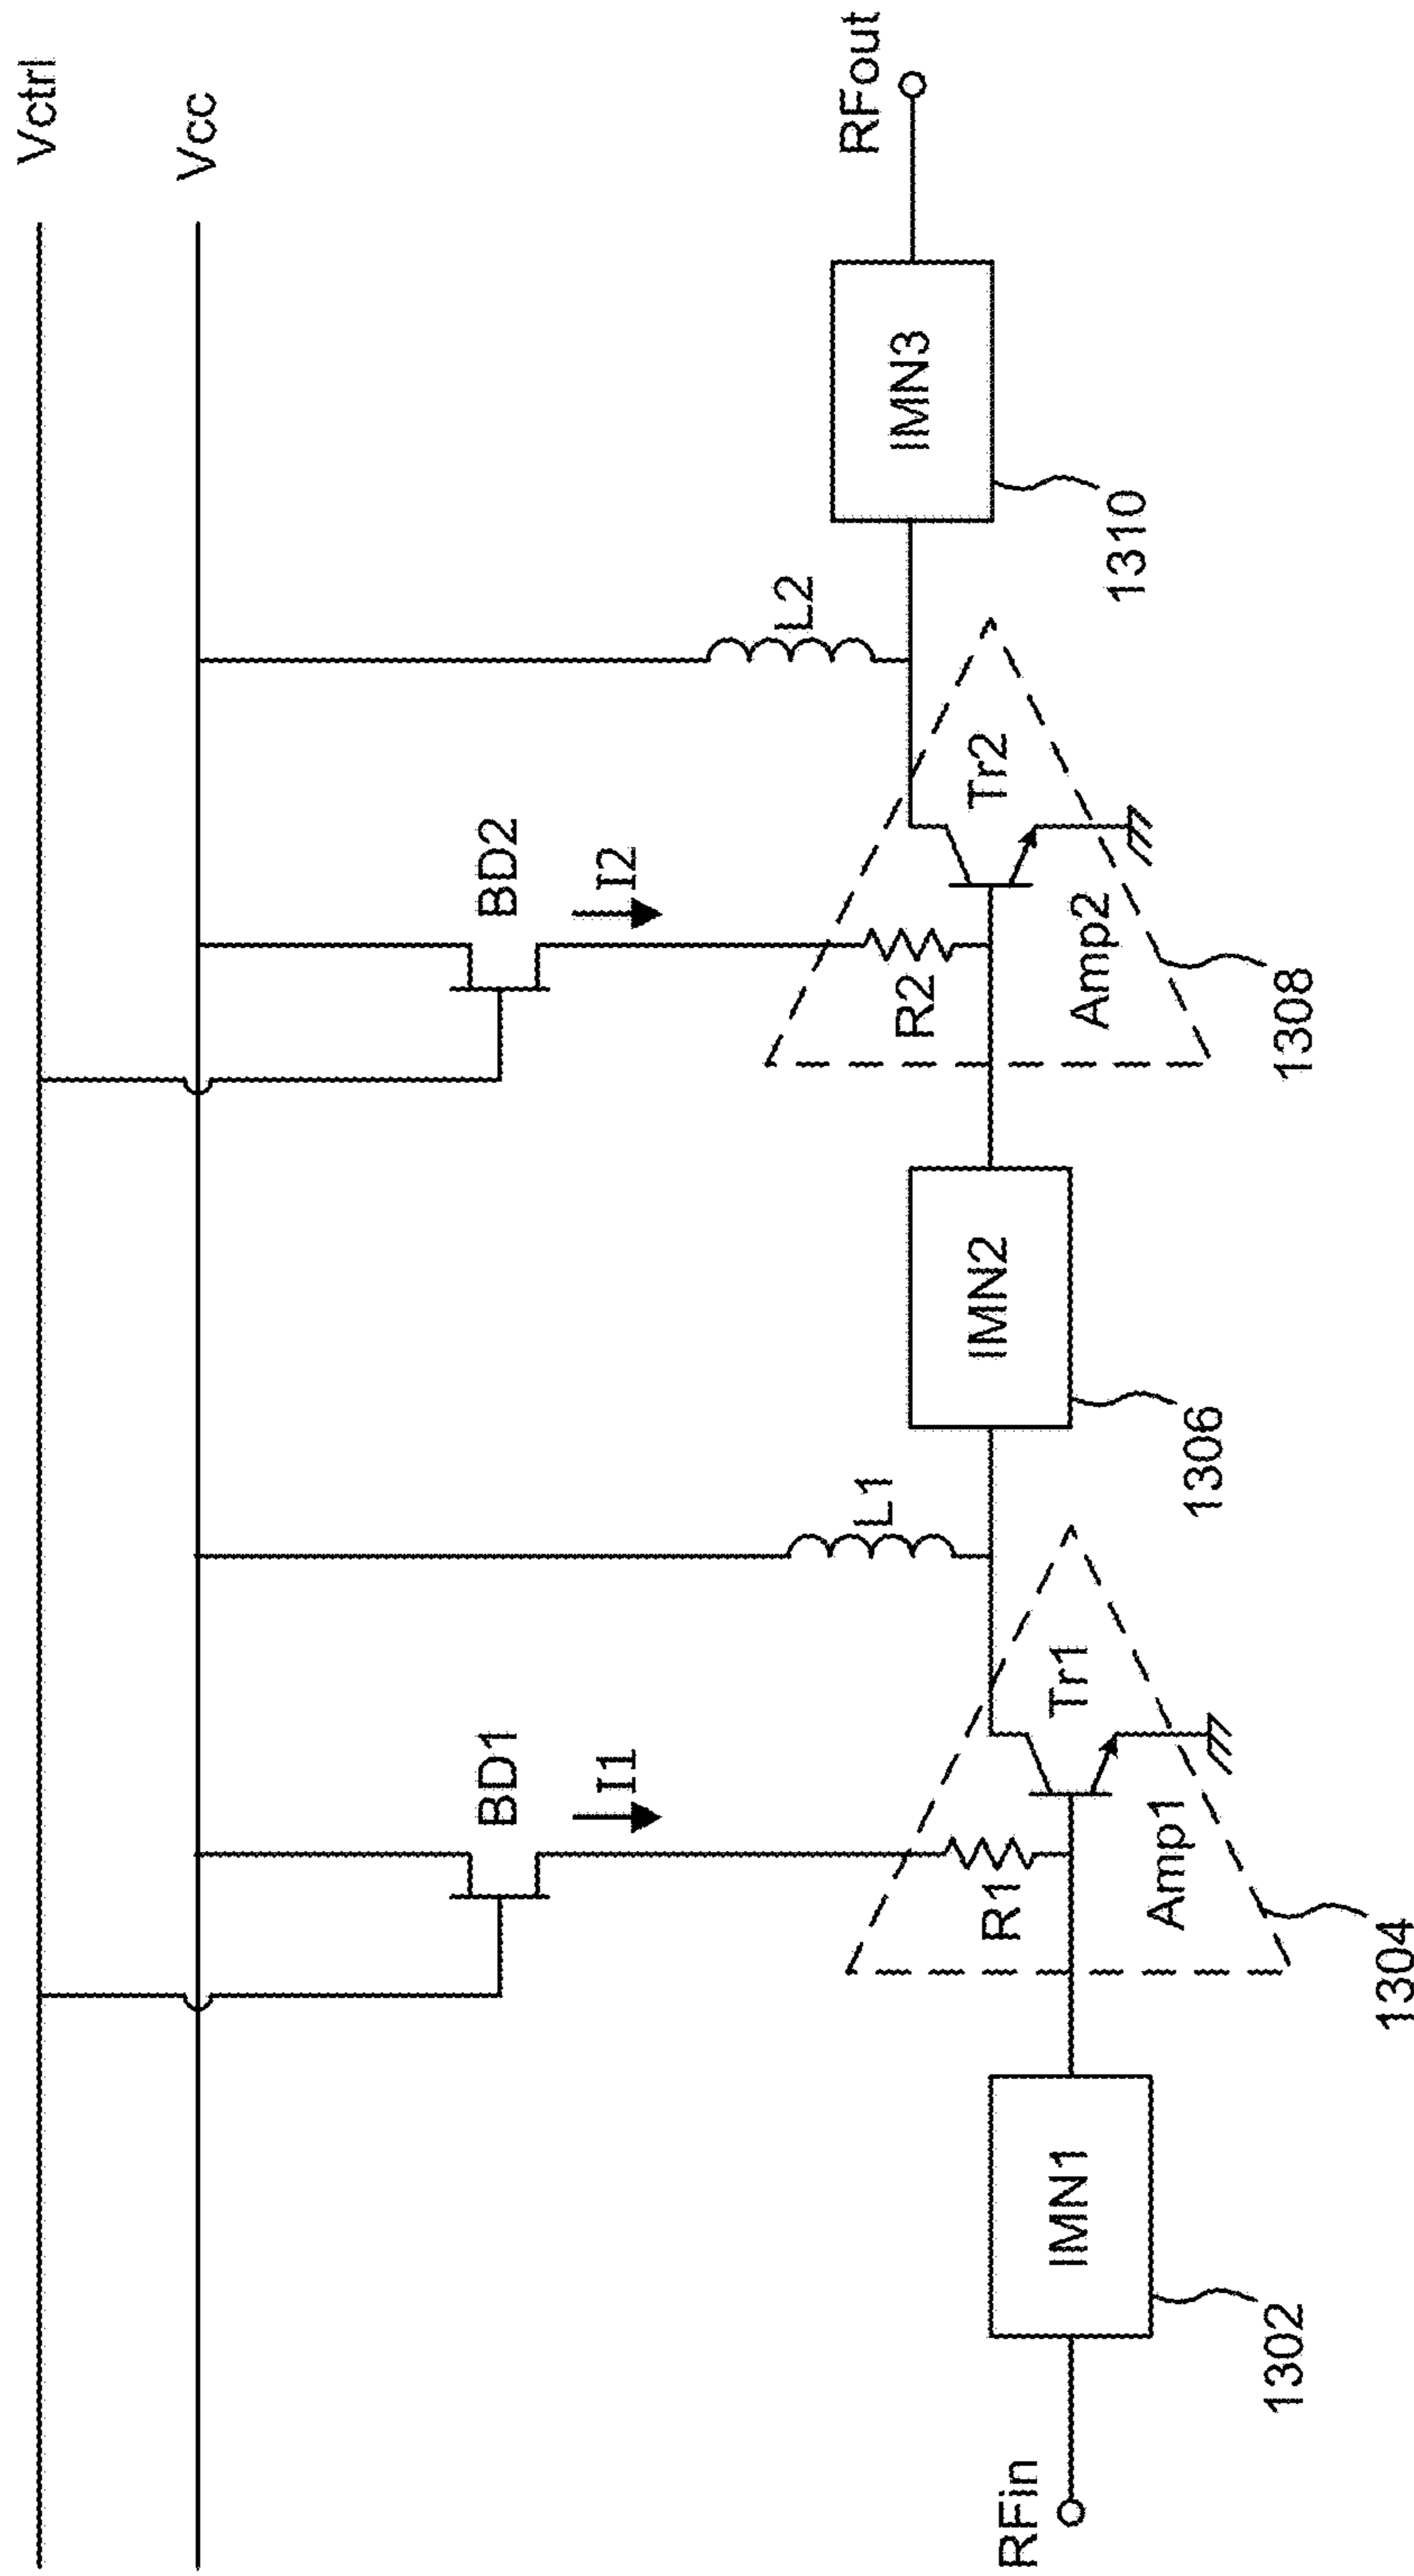 Vctrl
Vcc
BD1
I1
BD2
I2
L1
L2
R1
Tr1
Amp1
R2
Tr2
Amp2
RFin
IMN1
IMN2
IMN3
RFout
1302
1304
1306
1308
1310